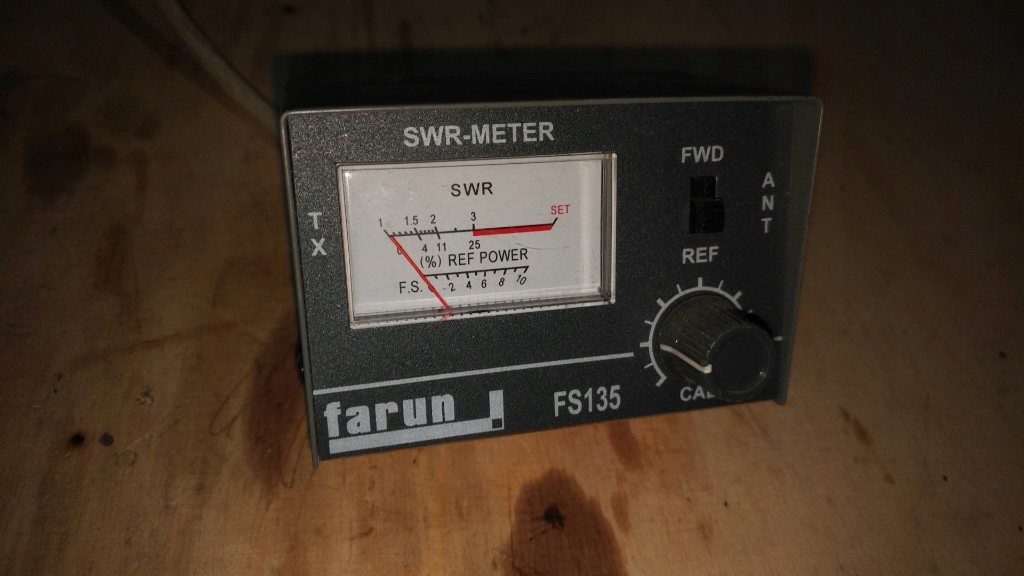 SWR-METER
SWR
1 1.5 2 3 SET
0 4 11 25
(%) REF POWER
F.S. 0 2 4 6 8 10
TX
FWD
ANT
REF
CAL
farun
FS135